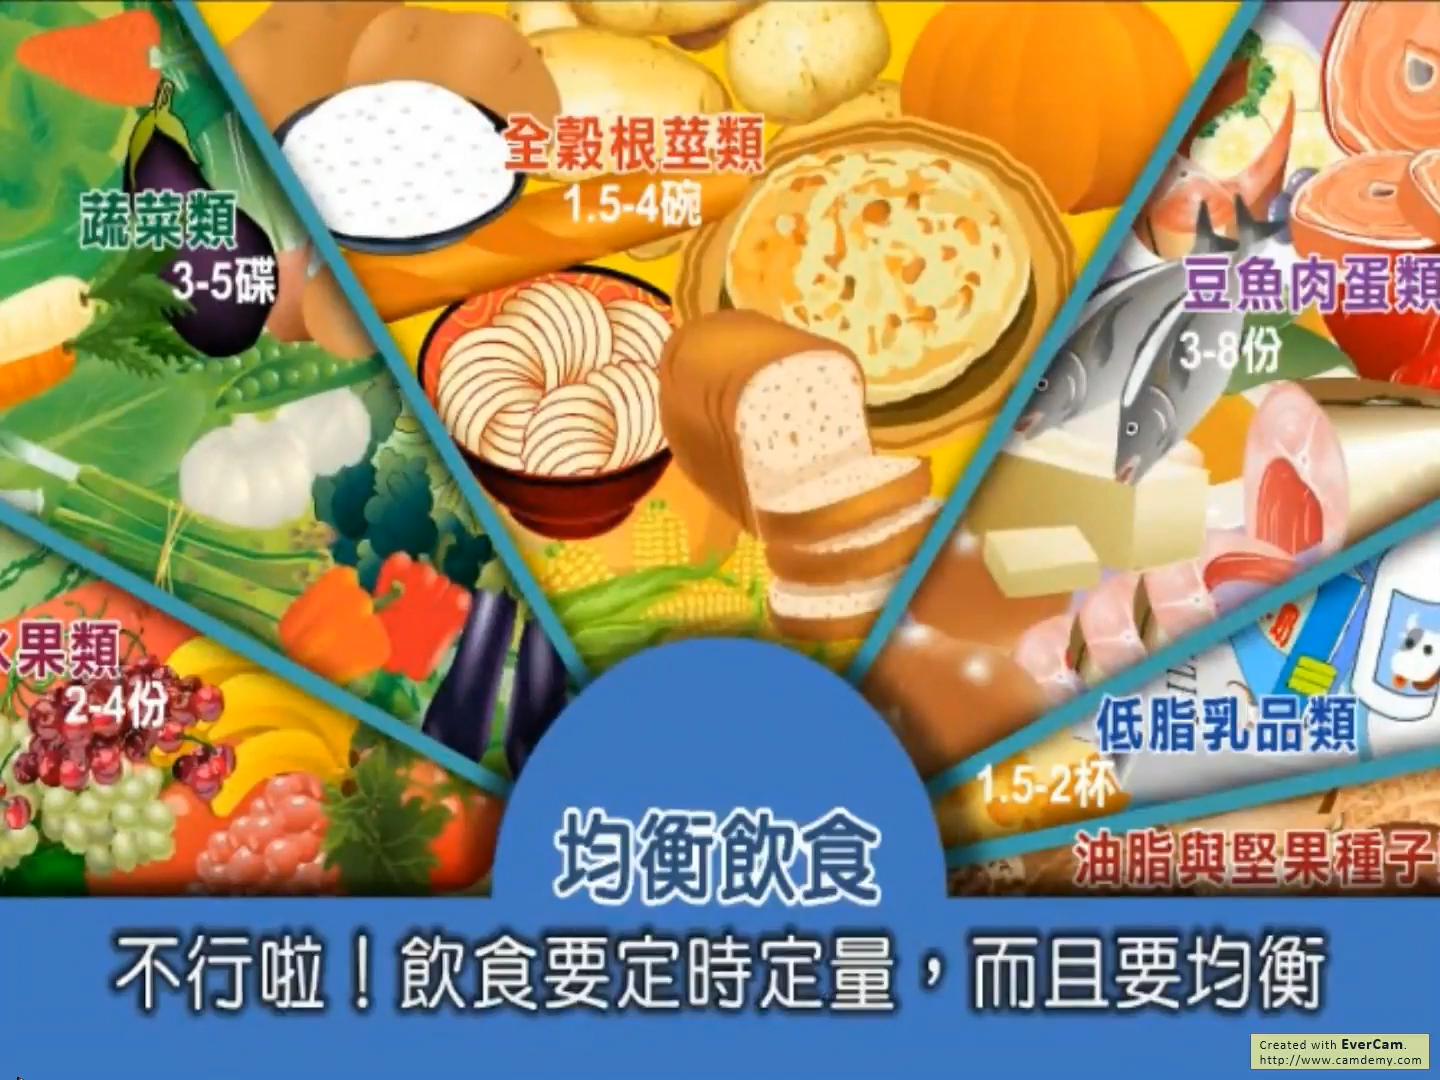 全穀根莖類
1.5-4碗
蔬菜類
3-5碟
豆魚肉蛋類
3-8份
水果類
2-4份
低脂乳品類
1.5-2杯
油脂與堅果種子
均衡飲食
不行啦！飲食要定時定量，而且要均衡
Created with EverCam.
http://www.camdemy.com